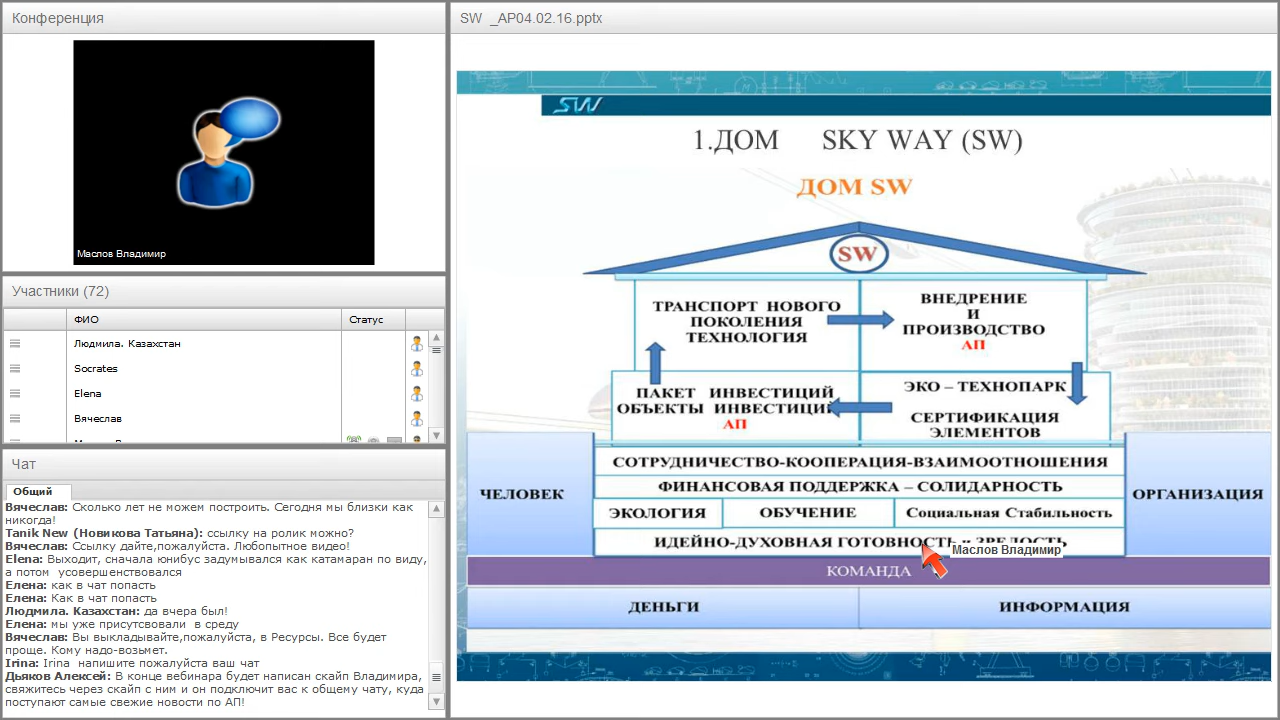 Конференция
Маслов Владимир
Участники (72)
ФИО
Статус
Людмила. Казахстан
Socrates
Elena
Вячеслав
Чат
Общий
Вячеслав: Сколько лет не можем построить. Сегодня мы близки как
никогда!
Tanik New (Новикова Татьяна): ссылку на ролик можно?
Вячеслав: Ссылку дайте,пожалуйста. Любопытное видео!
Elena: Выходит, сначала юнибус задумывался как катамаран по виду,
а потом усовершенствовался
Елена: как в чат попасть
Елена: Как в чат попасть
Людмила. Казахстан: да вчера был!
Елена: мы уже присутсвовали в среду
Вячеслав: Вы выкладывайте,пожалуйста, в Ресурсы. Все будет
проще. Кому надо-возьмет.
Irina: Irina напишите пожалуйста ваш чат
Дьяков Алексей: В конце вебинара будет написан скайп Владимира,
свяжитесь через скайп с ним и он подключит вас к общему чату, куда
поступают самые свежие новости по АП!
SW _AP04.02.16.pptx
SW
1.ДОМ SKY WAY (SW)
ДОМ SW
SW
ТРАНСПОРТ НОВОГО
ПОКОЛЕНИЯ
ТЕХНОЛОГИЯ
ВНЕДРЕНИЕ
И
ПРОИЗВОДСТВО
АП
ПАКЕТ ИНВЕСТИЦИЙ
ОБЪЕКТЫ ИНВЕСТИЦИЙ
АП
ЭКО – ТЕХНОПАРК
СЕРТИФИКАЦИЯ
ЭЛЕМЕНТОВ
СОТРУДНИЧЕСТВО-КООПЕРАЦИЯ-ВЗАИМООТНОШЕНИЯ
ФИНАНСОВАЯ ПОДДЕРЖКА – СОЛИДАРНОСТЬ
ЧЕЛОВЕК
ОРГАНИЗАЦИЯ
ЭКОЛОГИЯ
ОБУЧЕНИЕ
Социальная Стабильность
ИДЕЙНО-ДУХОВНАЯ ГОТОВНОСТЬ и ЗРЕЛОСТЬ
Маслов Владимир
КОМАНДА
ДЕНЬГИ
ИНФОРМАЦИЯ